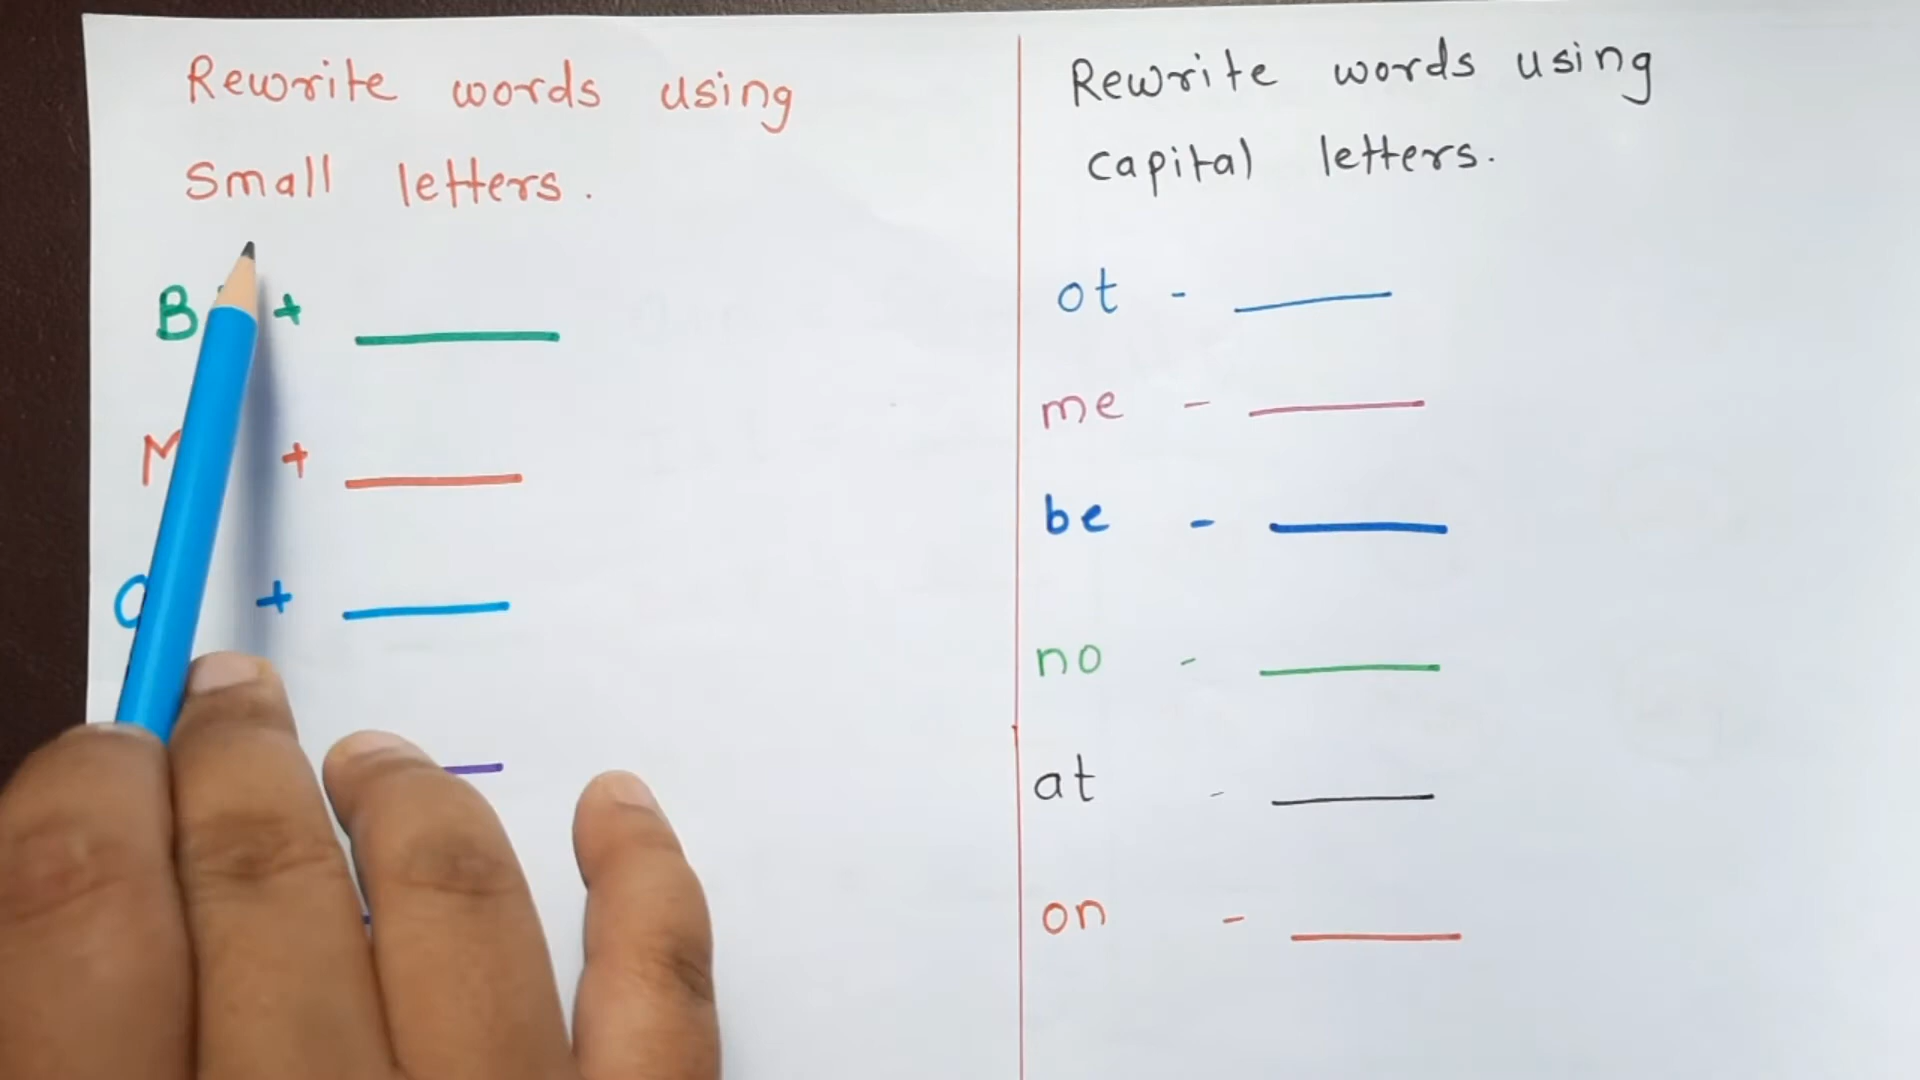 Rewrite words using
small letters.
B +
M +
+
Rewrite words using
capital letters.
ot -
me -
be -
no -
at -
on -